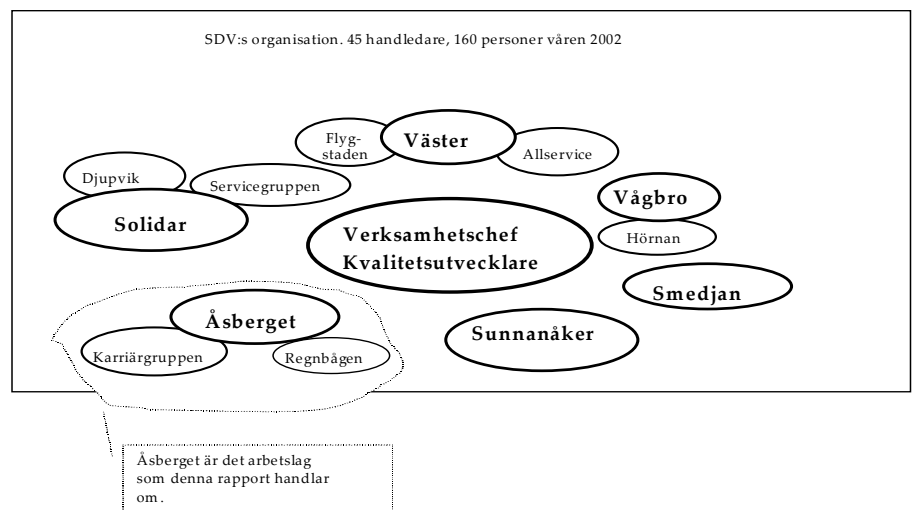 SDV:s organisation. 45 handledare, 160 personer våren 2002
Flyg-
staden
Väster
Allservice
Djupvik
Servicegruppen
Solidar
Vågbro
Hörnan
Verksamhetschef
Kvalitetsutvecklare
Smedjan
Åsberget
Karriärgruppen
Regnbågen
Sunnanåker
Åsberget är det arbetslag
som denna rapport handlar
om.